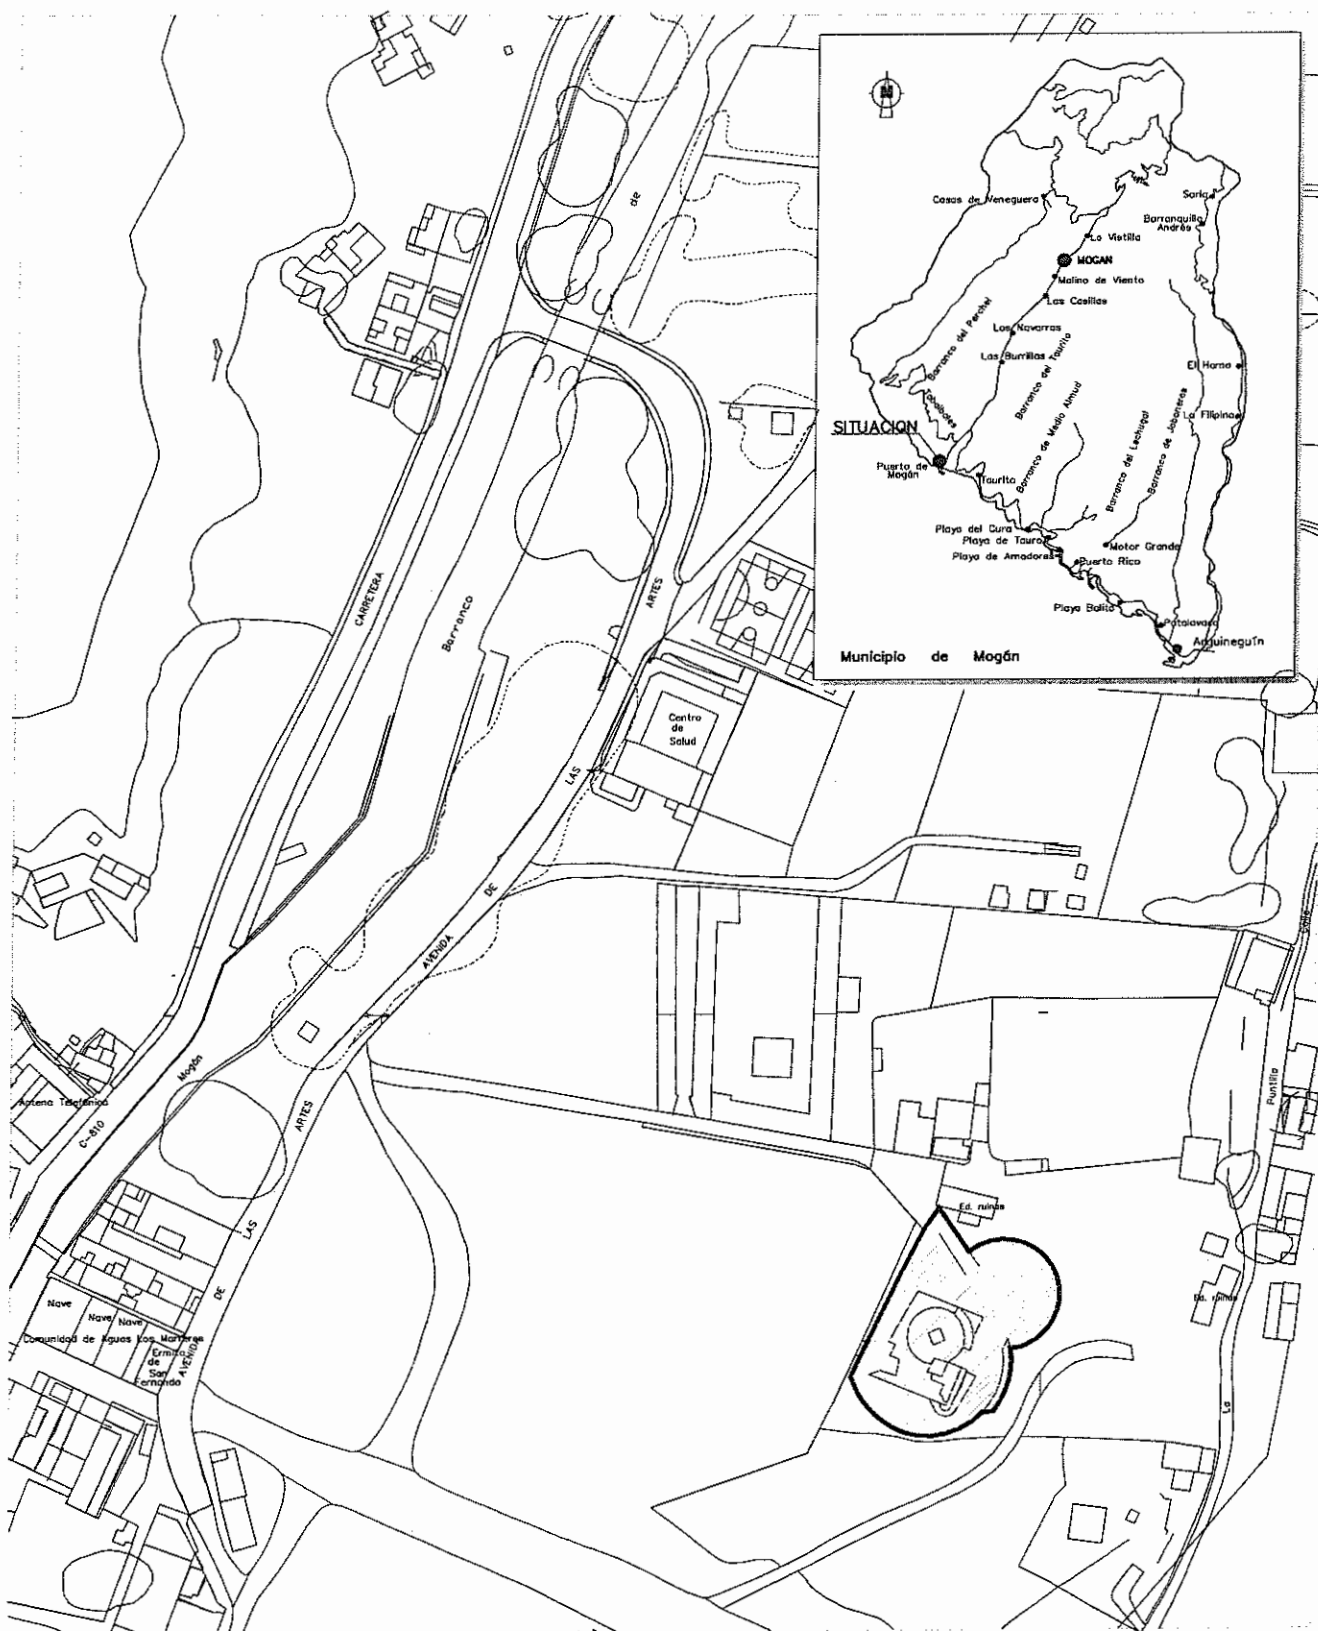 N
Casas de Veneguera
Soria
Barranquillo
Andrés
La Vistilla
MOGAN
Molino de Viento
Las Casillas
Los Navarros
Las Burrillas
Barranco del Perchel
Barranco del Taurito
Barranco de Medio Almud
El Horno
La Filipina
Tabaibales
Barranco del Lechugal
Barranco de Jaboneras
SITUACION
Puerto de
Mogán
Taurito
Playa del Cura
Playa de Tauro
Playa de Amadores
Motor Grande
Puerto Rico
Playa Balito
Patalavaca
Arguineguín
Municipio de Mogán
de
CARRETERA
Barranco
ARTES
Centro
de
Salud
LAS
DE
AVENIDA
Calle
Mogán
Antena Telefónica
C-810
ARTES
Puntilla
LAS
Ed. ruinas
DE
Ed. ruinas
Nave
Nave
Nave
Comunidad de Aguas Los Marreros
Ermita
de
San
Fernando
AVENIDA
La